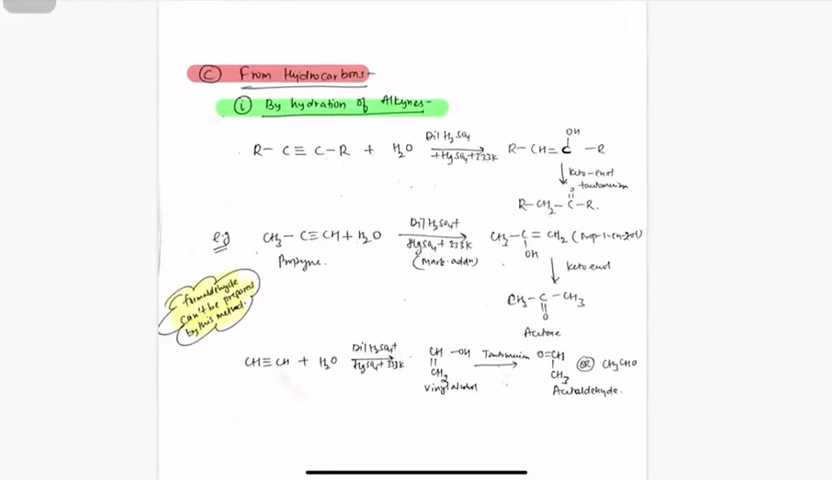 Ⓒ From Hydrocarbons-
ⓘ By hydration of Alkynes-
R- C≡C-R + H2O Dil H2SO4 +HgSO4+333K R-CH=C-R
OH
keto-enol tautomerism
R-CH2-C-R.
O
e.g CH3-C≡CH+H2O Dil H2SO4+ HgSO4+333K CH3-C=CH2 (Prop-1-en-2-ol)
OH
Propyne. (Mark. addn)
keto enol
CH3-C-CH3
O
Acetone
formaldehyde
can't be prepared
by this method.
CH≡CH + H2O Dil H2SO4+ HgSO4+333K CH-OH Tautomerism O=CH OR CH3CHO
CH2 CH3
Vinyl alcohol Acetaldehyde.